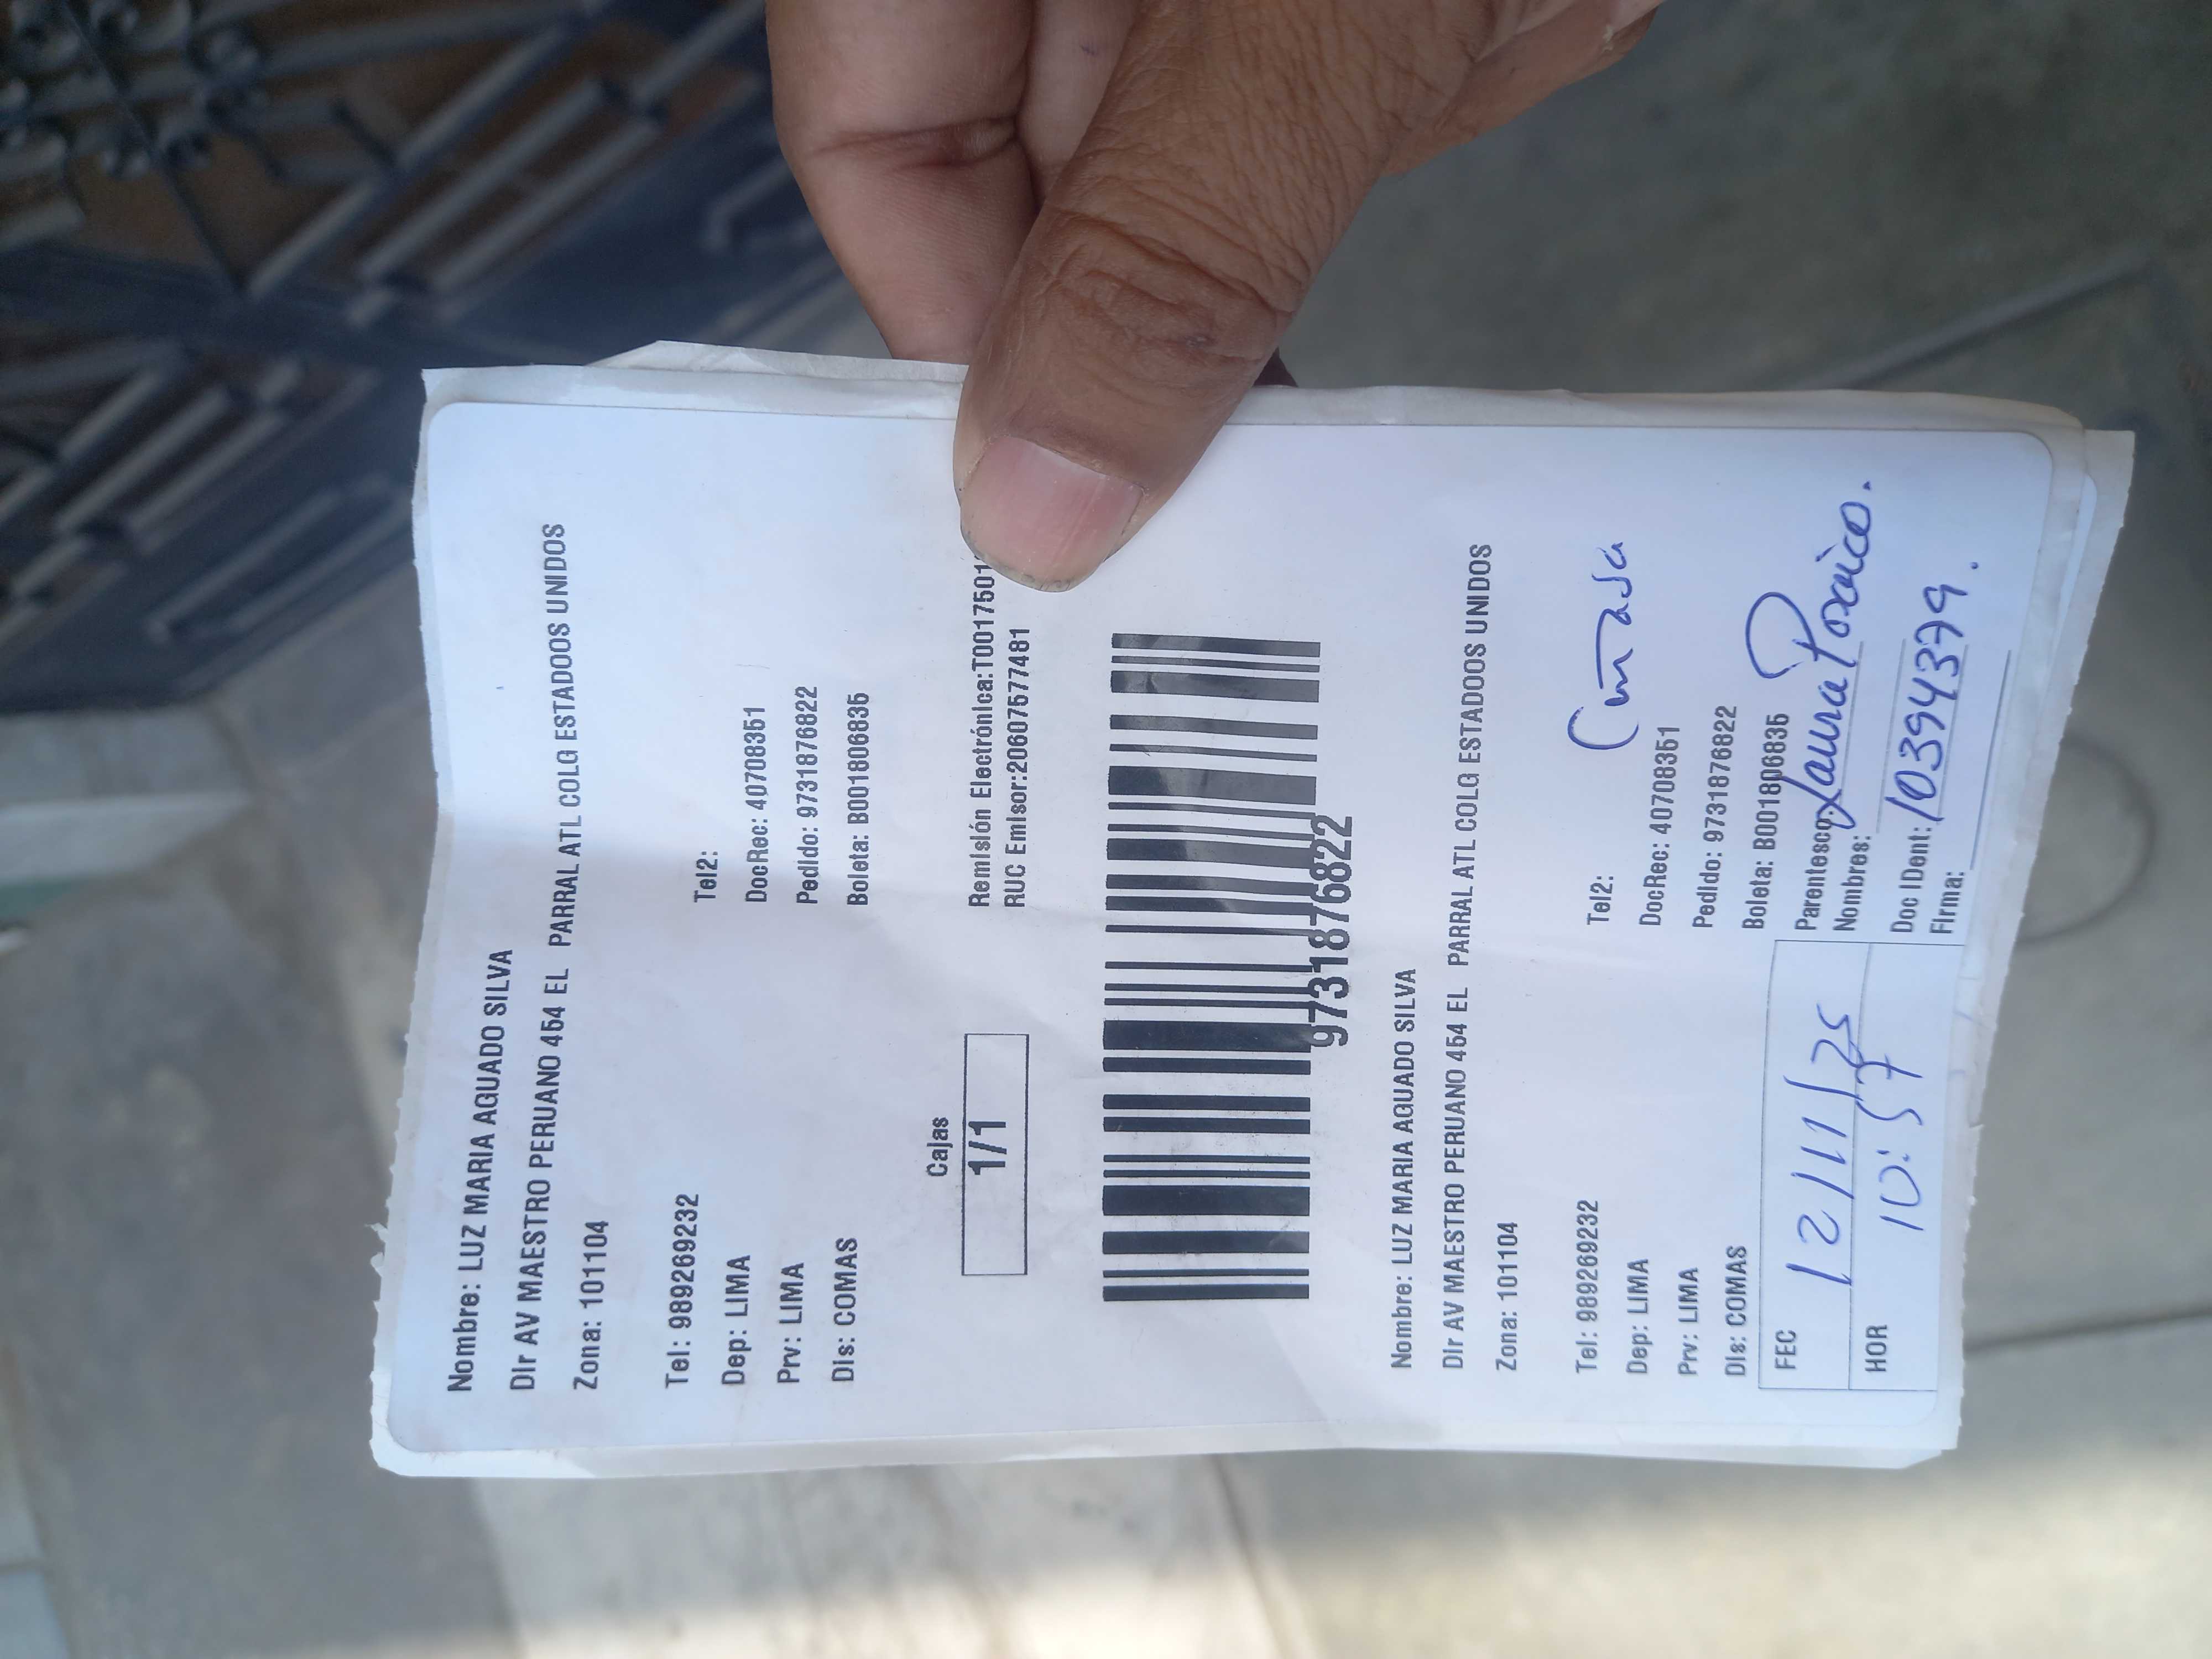 Nombre: LUZ MARIA AGUADO SILVA
Dir AV MAESTRO PERUANO 454 EL PARRAL ATL COLG ESTADOOS UNIDOS
Zona: 101104
Tel: 989269232 Tel2:
Dep: LIMA DocRec: 40708351
Prv: LIMA Pedido: 97318768​22
Dis: COMAS Boleta: B001806835
Cajas
1/1
Remisión Electrónica:T0017501
RUC Emisor:20607577481
9731876822
Nombre: LUZ MARIA AGUADO SILVA
Dir AV MAESTRO PERUANO 454 EL PARRAL ATL COLG ESTADOOS UNIDOS
Zona: 101104
Cuñada
Tel: 989269232 Tel2:
Dep: LIMA DocRec: 40708351
Prv: LIMA Pedido: 9731876822
Dis: COMAS Boleta: B001806835
FEC 12/11/25 Parentesco: Laura
HOR 10:57 Nombres:
Doc IDent: 10394379.
Firma: